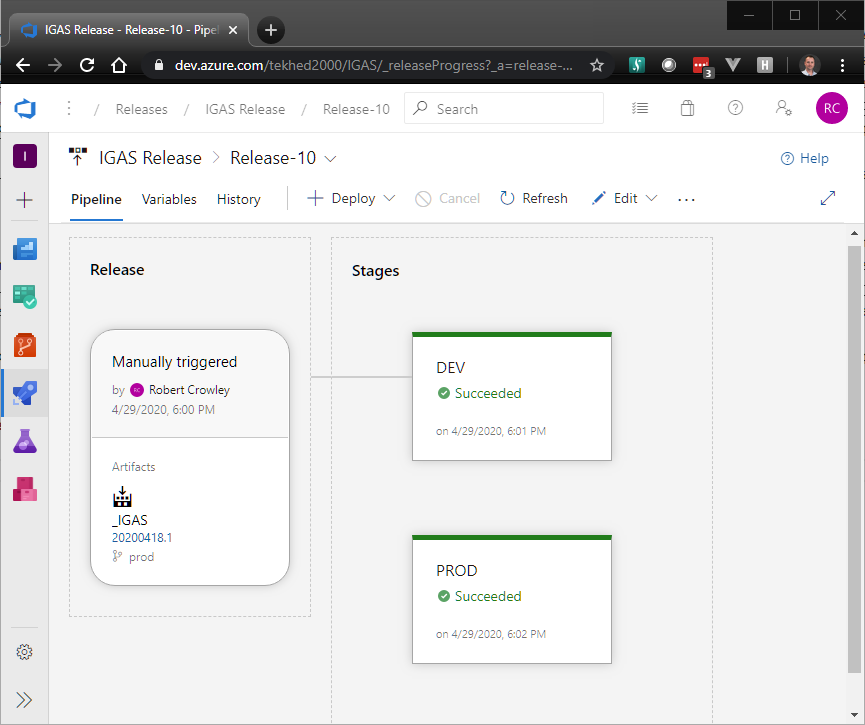 IGAS Release - Release-10 - Pipel
dev.azure.com/tekhed2000/IGAS/_releaseProgress?_a=release-...
3
H
/ Releases / IGAS Release / Release-10
Search
RC
I
IGAS Release > Release-10
Help
Pipeline Variables History
Deploy Cancel Refresh Edit ...
Release
Stages
Manually triggered
by RC Robert Crowley
4/29/2020, 6:00 PM
Artifacts
_IGAS
20200418.1
prod
DEV
Succeeded
on 4/29/2020, 6:01 PM
PROD
Succeeded
on 4/29/2020, 6:02 PM